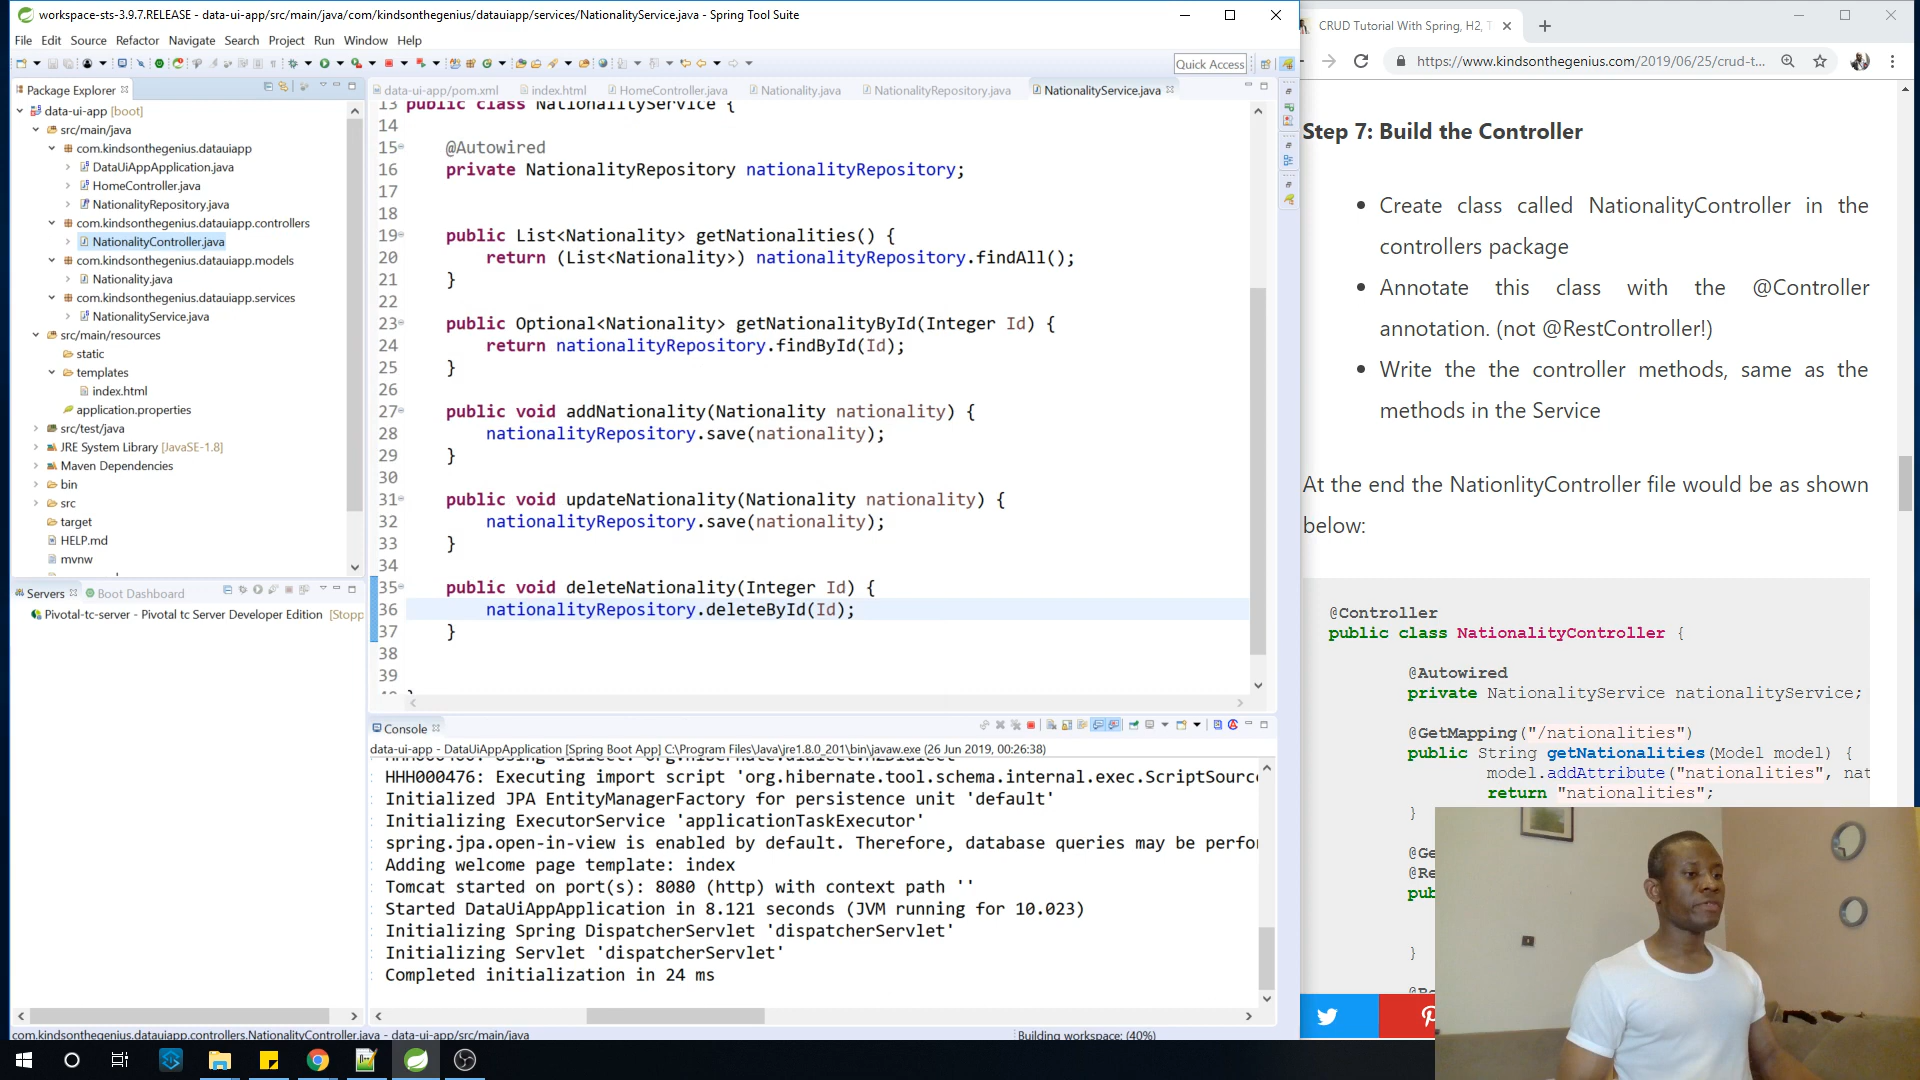 workspace-sts-3.9.7.RELEASE - data-ui-app/src/main/java/com/kindsonthegenius/datauiapp/services/NationalityService.java - Spring Tool Suite
File Edit Source Refactor Navigate Search Project Run Window Help
Quick Access
Package Explorer
data-ui-app [boot]
src/main/java
com.kindsonthegenius.datauiapp
DataUiAppApplication.java
HomeController.java
NationalityRepository.java
com.kindsonthegenius.datauiapp.controllers
NationalityController.java
com.kindsonthegenius.datauiapp.models
Nationality.java
com.kindsonthegenius.datauiapp.services
NationalityService.java
src/main/resources
static
templates
index.html
application.properties
src/test/java
JRE System Library [JavaSE-1.8]
Maven Dependencies
bin
src
target
HELP.md
mvnw
Servers Boot Dashboard
Pivotal-tc-server - Pivotal tc Server Developer Edition [Stopp
data-ui-app/pom.xml index.html HomeController.java Nationality.java NationalityRepository.java NationalityService.java
13 public class NationalityService {
14
15 @Autowired
16 private NationalityRepository nationalityRepository;
17
18
19 public List<Nationality> getNationalities() {
20 return (List<Nationality>) nationalityRepository.findAll();
21 }
22
23 public Optional<Nationality> getNationalityById(Integer Id) {
24 return nationalityRepository.findById(Id);
25 }
26
27 public void addNationality(Nationality nationality) {
28 nationalityRepository.save(nationality);
29 }
30
31 public void updateNationality(Nationality nationality) {
32 nationalityRepository.save(nationality);
33 }
34
35 public void deleteNationality(Integer Id) {
36 nationalityRepository.deleteById(Id);
37 }
38
39
Console
data-ui-app - DataUiAppApplication [Spring Boot App] C:\Program Files\Java\jre1.8.0_201\bin\javaw.exe (26 Jun 2019, 00:26:38)
HHH000400: Using dialect: org.hibernate.dialect.H2Dialect
HHH000476: Executing import script 'org.hibernate.tool.schema.internal.exec.ScriptSource
Initialized JPA EntityManagerFactory for persistence unit 'default'
Initializing ExecutorService 'applicationTaskExecutor'
spring.jpa.open-in-view is enabled by default. Therefore, database queries may be perfor
Adding welcome page template: index
Tomcat started on port(s): 8080 (http) with context path ''
Started DataUiAppApplication in 8.121 seconds (JVM running for 10.023)
Initializing Spring DispatcherServlet 'dispatcherServlet'
Initializing Servlet 'dispatcherServlet'
Completed initialization in 24 ms
com.kindsonthegenius.datauiapp.controllers.NationalityController.java - data-ui-app/src/main/java
Building workspace: (40%)
CRUD Tutorial With Spring, H2, T
https://www.kindsonthegenius.com/2019/06/25/crud-t...
Step 7: Build the Controller
• Create class called NationalityController in the
controllers package
• Annotate this class with the @Controller
annotation. (not @RestController!)
• Write the the controller methods, same as the
methods in the Service
At the end the NationlityController file would be as shown
below:
@Controller
public class NationalityController {
@Autowired
private NationalityService nationalityService;
@GetMapping("/nationalities")
public String getNationalities(Model model) {
model.addAttribute("nationalities", nat
return "nationalities";
}
@Ge
@Re
pub
}